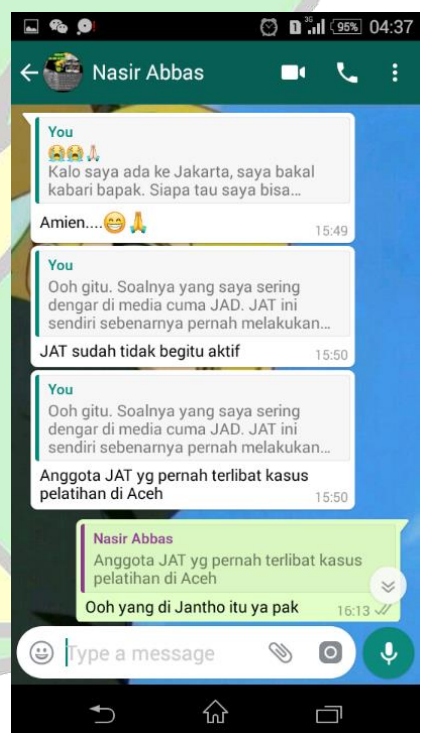 3G
95%
04:37
Nasir Abbas
You
😭😭🙏
Kalo saya ada ke Jakarta, saya bakal
kabari bapak. Siapa tau saya bisa...
Amien....😁🙏
15:49
You
Ooh gitu. Soalnya yang saya sering
dengar di media cuma JAD. JAT ini
sendiri sebenarnya pernah melakukan...
JAT sudah tidak begitu aktif
15:50
You
Ooh gitu. Soalnya yang saya sering
dengar di media cuma JAD. JAT ini
sendiri sebenarnya pernah melakukan...
Anggota JAT yg pernah terlibat kasus
pelatihan di Aceh
15:50
Nasir Abbas
Anggota JAT yg pernah terlibat kasus
pelatihan di Aceh
Ooh yang di Jantho itu ya pak
16:13
Type a message